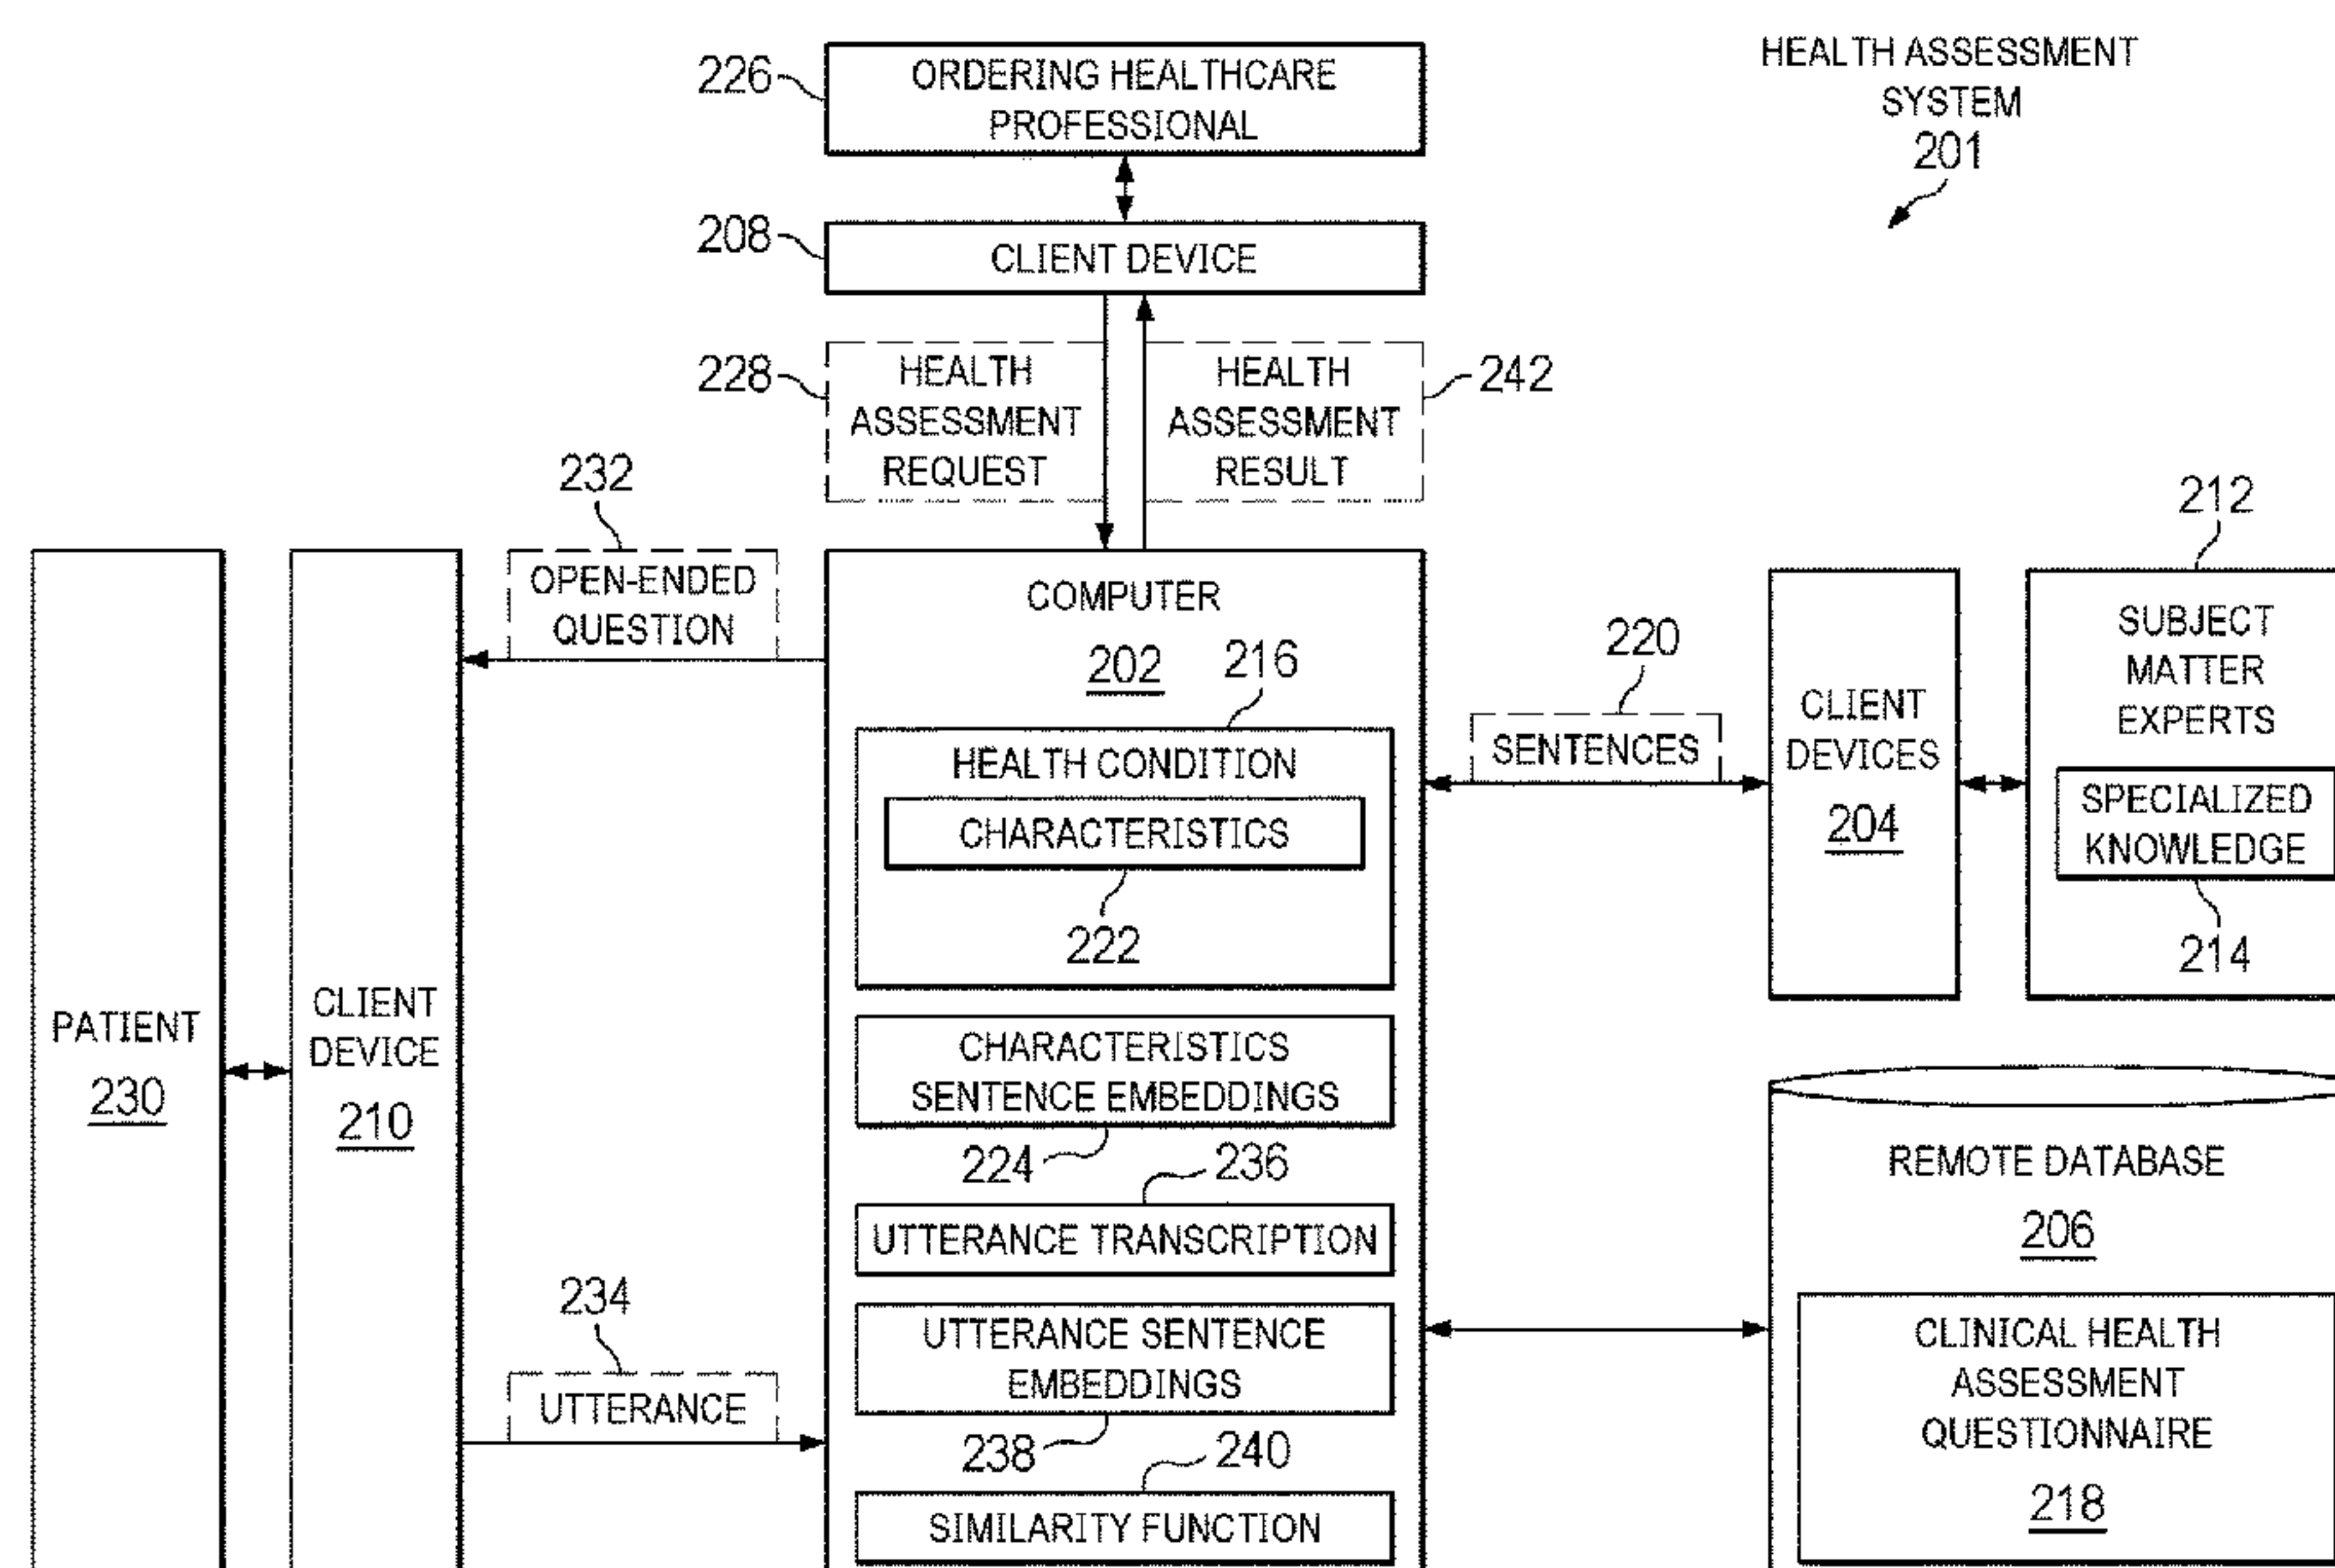 226
ORDERING HEALTHCARE
PROFESSIONAL
HEALTH ASSESSMENT
SYSTEM
201
208
CLIENT DEVICE
228
HEALTH
ASSESSMENT
REQUEST
HEALTH
ASSESSMENT
RESULT
242
232
OPEN-ENDED
QUESTION
PATIENT
230
CLIENT
DEVICE
210
234
UTTERANCE
COMPUTER
202
216
HEALTH CONDITION
CHARACTERISTICS
222
CHARACTERISTICS
SENTENCE EMBEDDINGS
224
236
UTTERANCE TRANSCRIPTION
UTTERANCE SENTENCE
EMBEDDINGS
238
240
SIMILARITY FUNCTION
220
SENTENCES
CLIENT
DEVICES
204
212
SUBJECT
MATTER
EXPERTS
SPECIALIZED
KNOWLEDGE
214
REMOTE DATABASE
206
CLINICAL HEALTH
ASSESSMENT
QUESTIONNAIRE
218